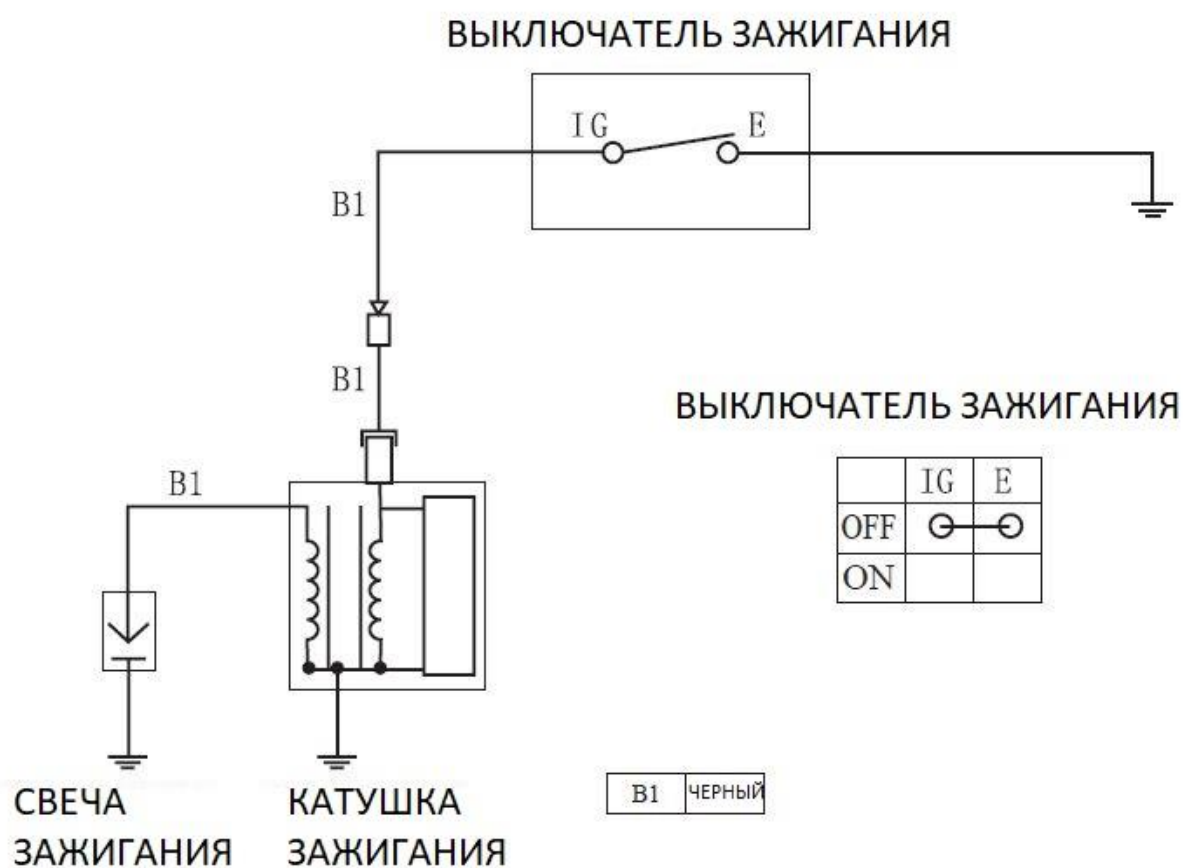 ВЫКЛЮЧАТЕЛЬ ЗАЖИГАНИЯ
IG E
B1
B1
ВЫКЛЮЧАТЕЛЬ ЗАЖИГАНИЯ
B1
IG E
OFF
ON
B1 ЧЕРНЫЙ
СВЕЧА
ЗАЖИГАНИЯ
КАТУШКА
ЗАЖИГАНИЯ